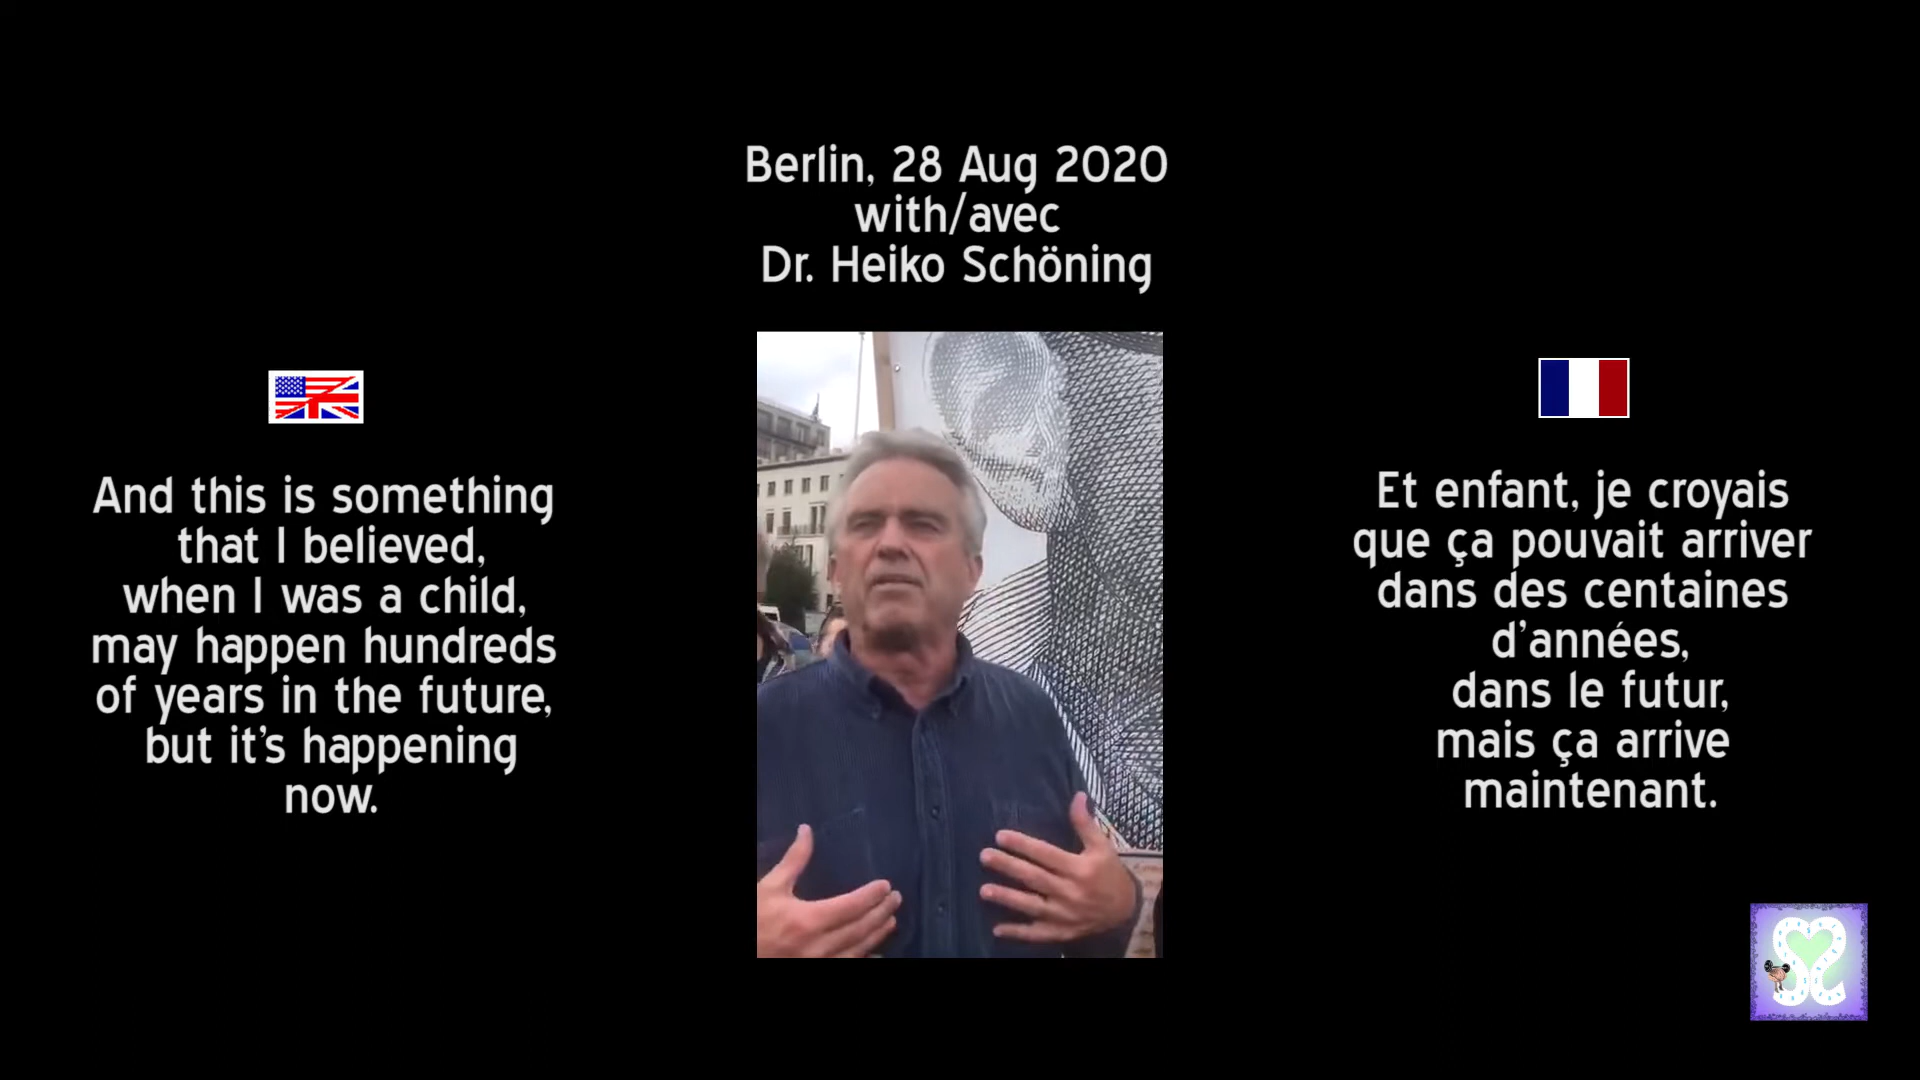 Berlin, 28 Aug 2020
with/avec
Dr. Heiko Schöning
And this is something
that I believed,
when I was a child,
may happen hundreds
of years in the future,
but it's happening
now.
Et enfant, je croyais
que ça pouvait arriver
dans des centaines
d'années,
dans le futur,
mais ça arrive
maintenant.